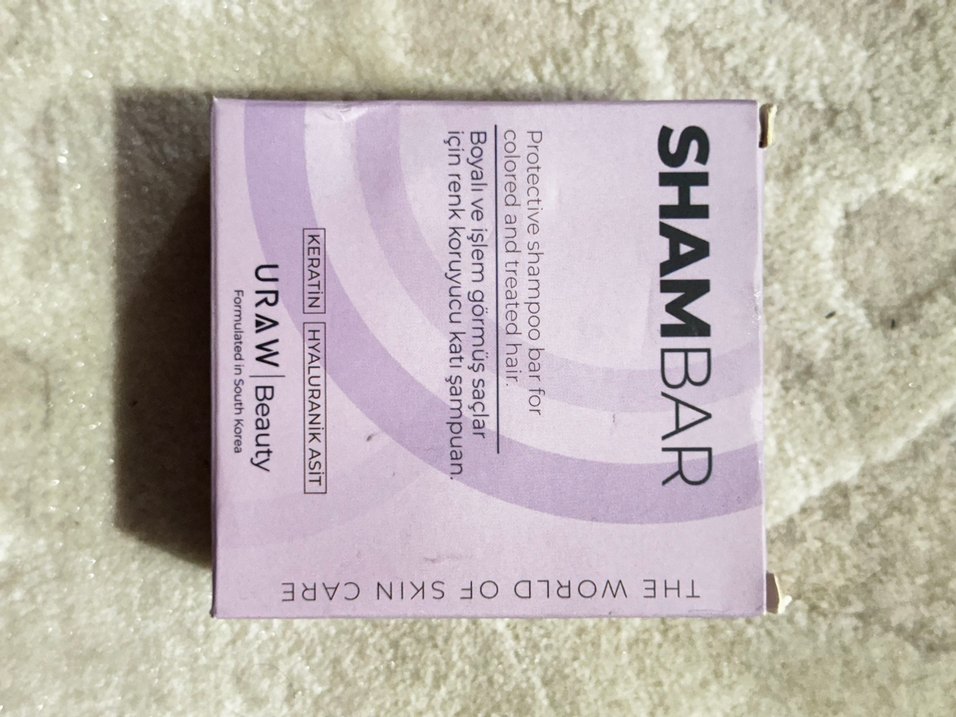 SHAMBAR
Protective shampoo bar for
colored and treated hair.
Boyalı ve işlem görmüş saçlar
için renk koruyucu katı şampuan.
KERATİN HYALURANİK ASİT
URAW | Beauty
Formulated in South Korea
THE WORLD OF SKIN CARE